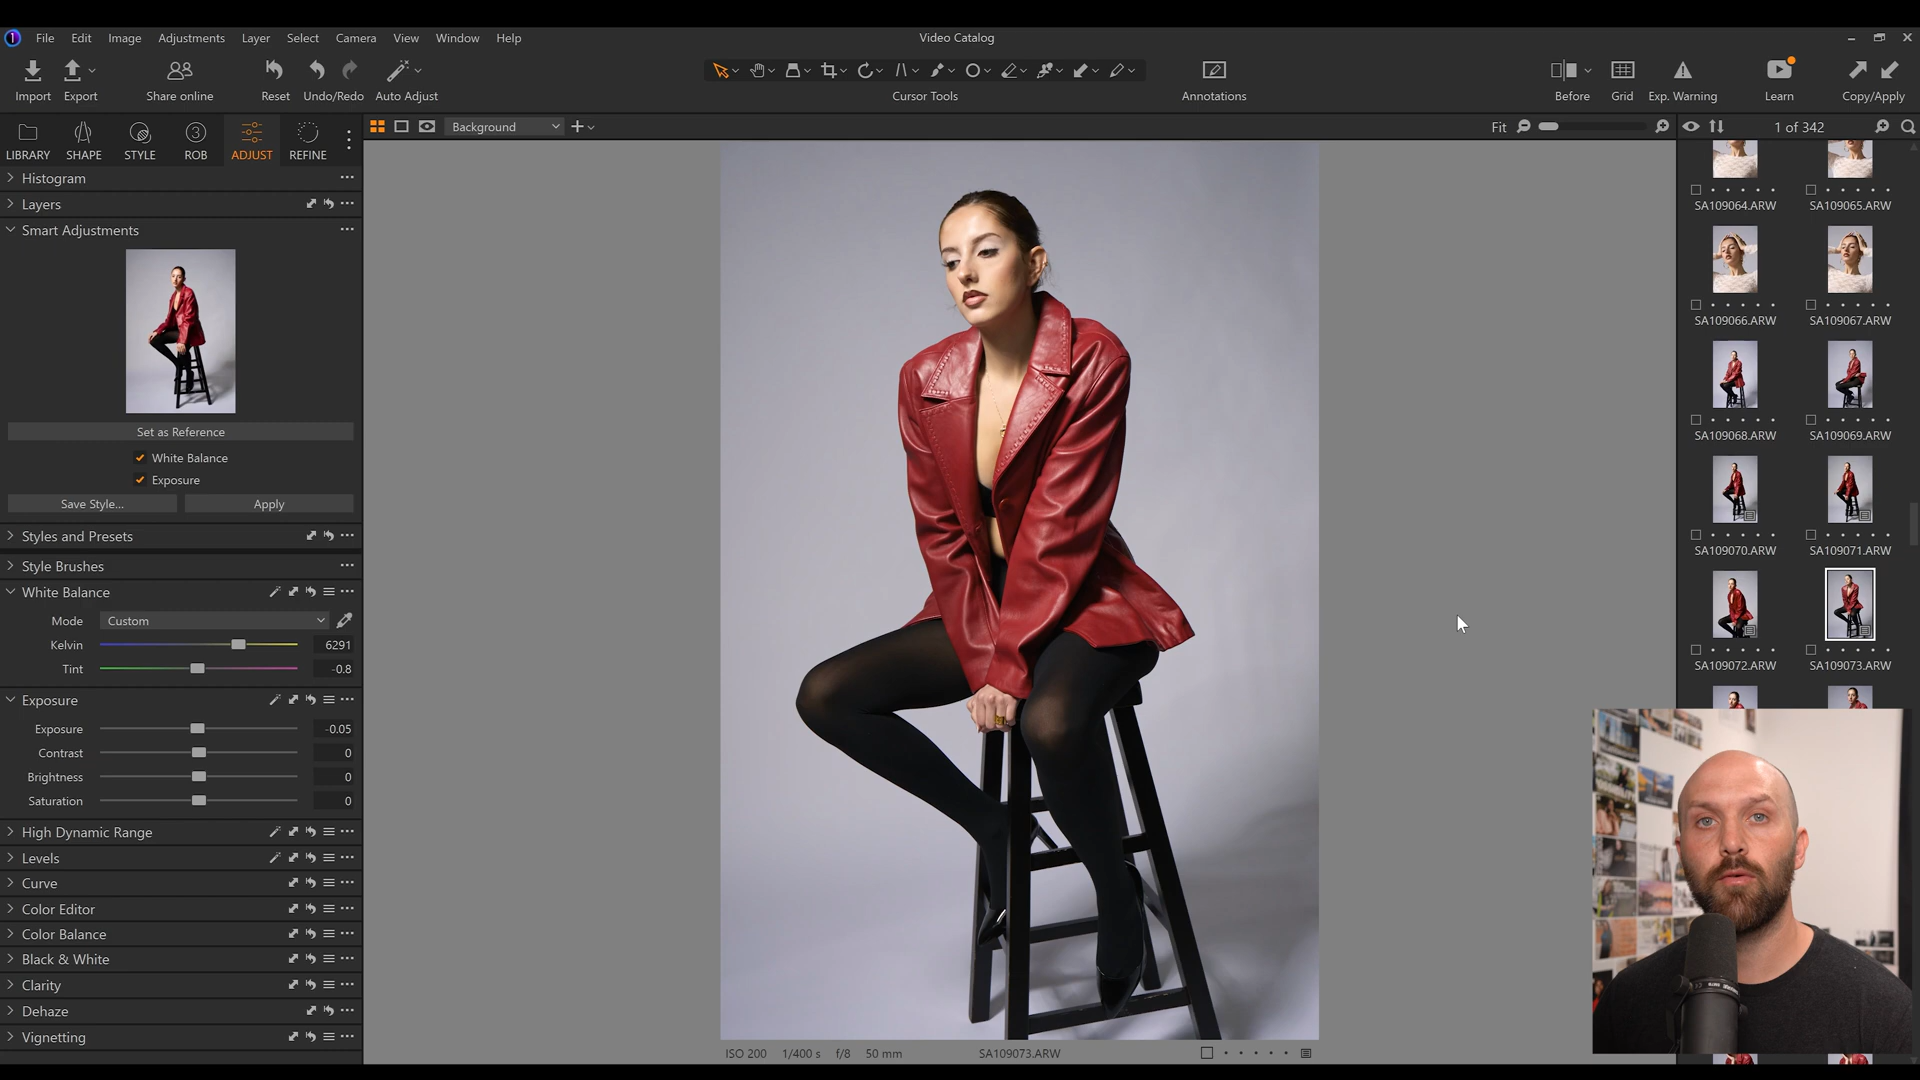 File Edit Image Adjustments Layer Select Camera View Window Help
Video Catalog
Import Export Share online Reset Undo/Redo Auto Adjust
Cursor Tools
Annotations
Before Grid Exp. Warning Learn Copy/Apply
LIBRARY SHAPE STYLE ROB ADJUST REFINE
Background
Fit
1 of 342
Histogram
Layers
Smart Adjustments
Set as Reference
White Balance
Exposure
Save Style... Apply
Styles and Presets
Style Brushes
White Balance
Mode Custom
Kelvin 6291
Tint -0.8
Exposure
Exposure -0.05
Contrast 0
Brightness 0
Saturation 0
High Dynamic Range
Levels
Curve
Color Editor
Color Balance
Black & White
Clarity
Dehaze
Vignetting
ISO 200 1/400 s f/8 50 mm SA109073.ARW
SA109064.ARW SA109065.ARW
SA109066.ARW SA109067.ARW
SA109068.ARW SA109069.ARW
SA109070.ARW SA109071.ARW
SA109072.ARW SA109073.ARW